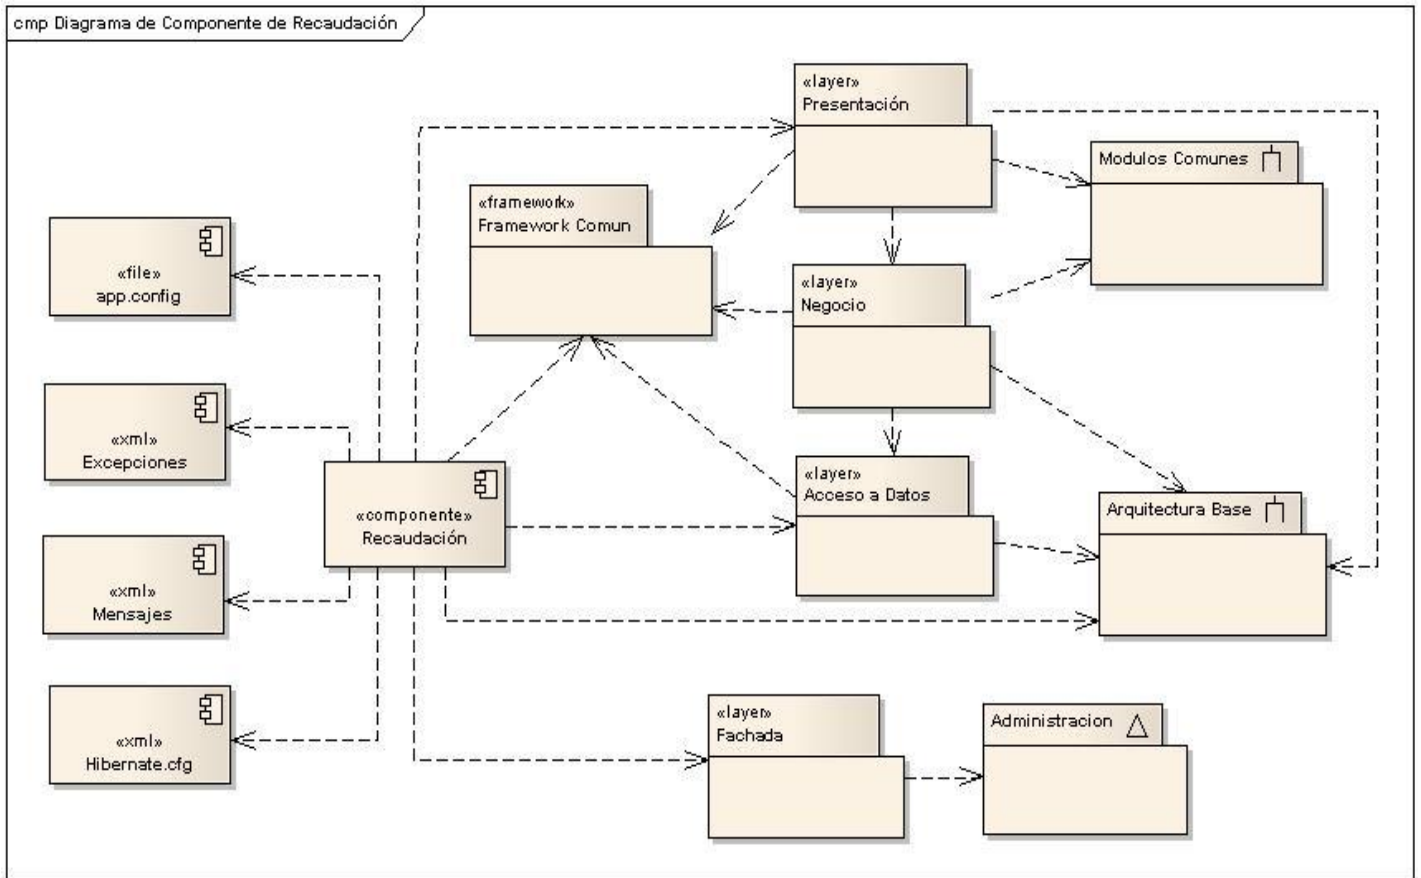 cmp Diagrama de Componente de Recaudación
«layer»
Presentación
Modulos Comunes
«framework»
Framework Comun
«file»
app.config
«layer»
Negocio
«xml»
Excepciones
«layer»
Acceso a Datos
«componente»
Recaudación
Arquitectura Base
«xml»
Mensajes
«layer»
Fachada
Administracion
«xml»
Hibernate.cfg